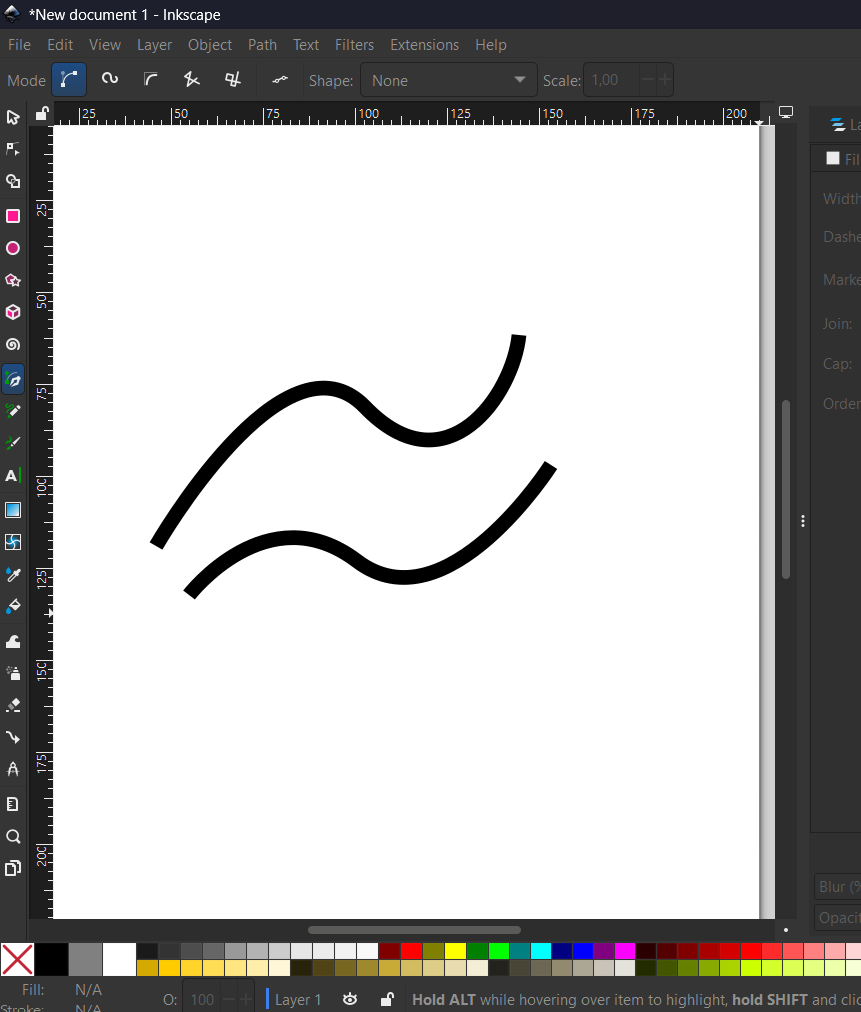 *New document 1 - Inkscape
File Edit View Layer Object Path Text Filters Extensions Help
Mode Shape: None Scale: 1,00
25 50 75 100 125 150 175 200
25
50
75
100
125
150
175
200
La
Fil
Width
Dashe
Marke
Join:
Cap:
Order
Blur (%
Opacit
Fill: N/A
Stroke: N/A
O: 100
Layer 1
Hold ALT while hovering over item to highlight, hold SHIFT and clic